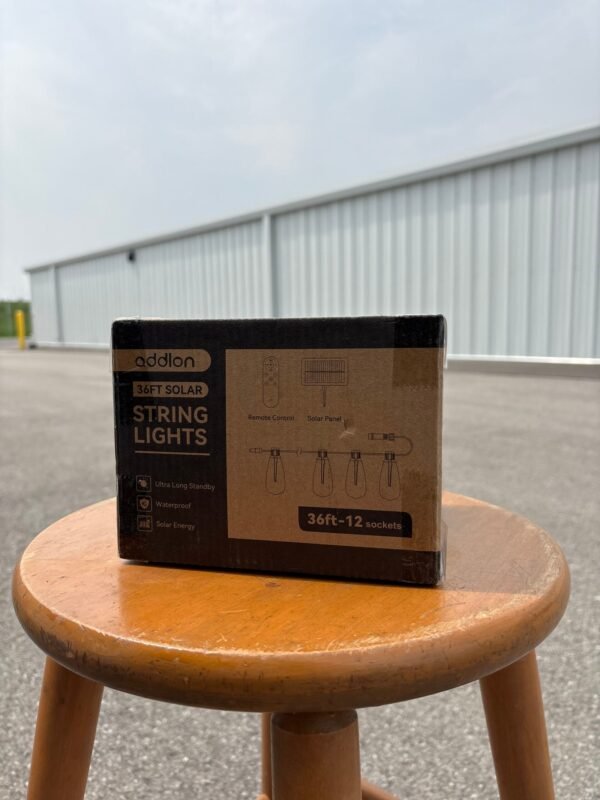 addlon
36FT SOLAR
STRING
LIGHTS
Ultra Long Standby
Waterproof
Solar Energy
Remote Control
Solar Panel
36ft-12 sockets